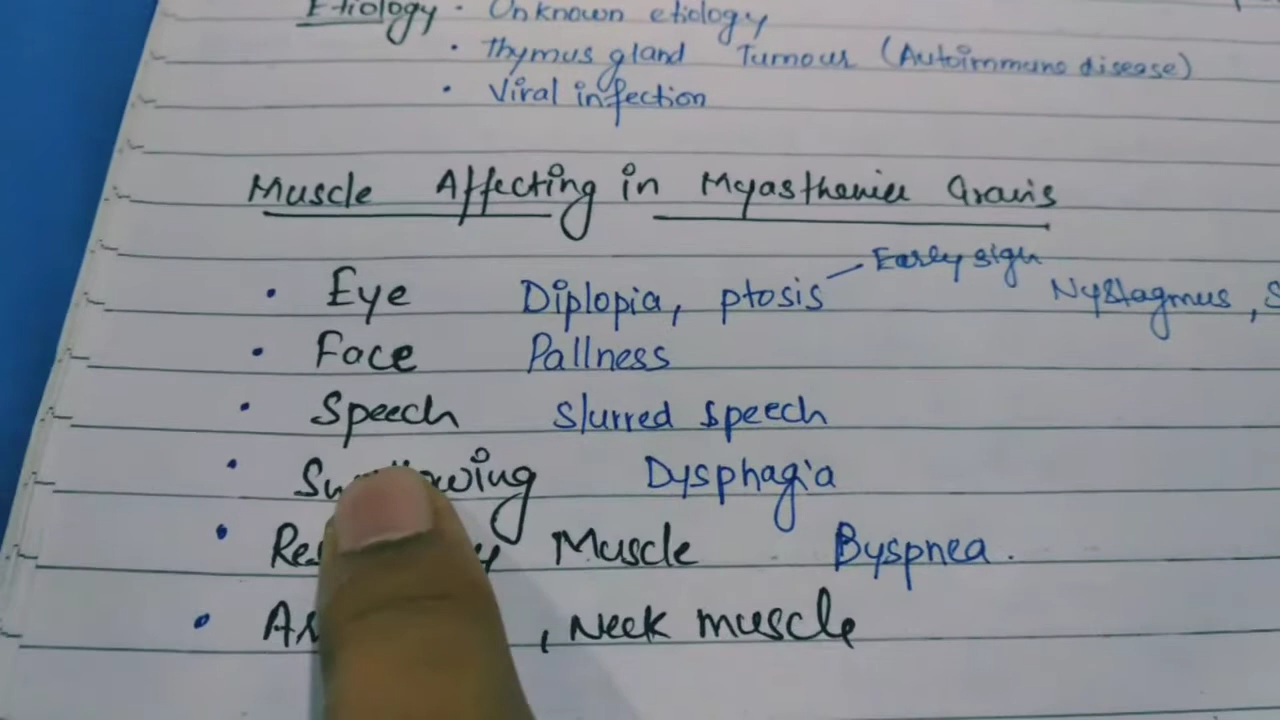 Etiology • Unknown etiology
• Thymus gland Tumour (Autoimmune disease)
• Viral infection
Muscle Affecting in Myasthenia Gravis
• Eye Diplopia, ptosis — Early sign Nystagmus,
• Face Pallness
• Speech Slurred speech
• Swallowing Dysphagia
• Muscle Byspnea.
• , Neck muscle